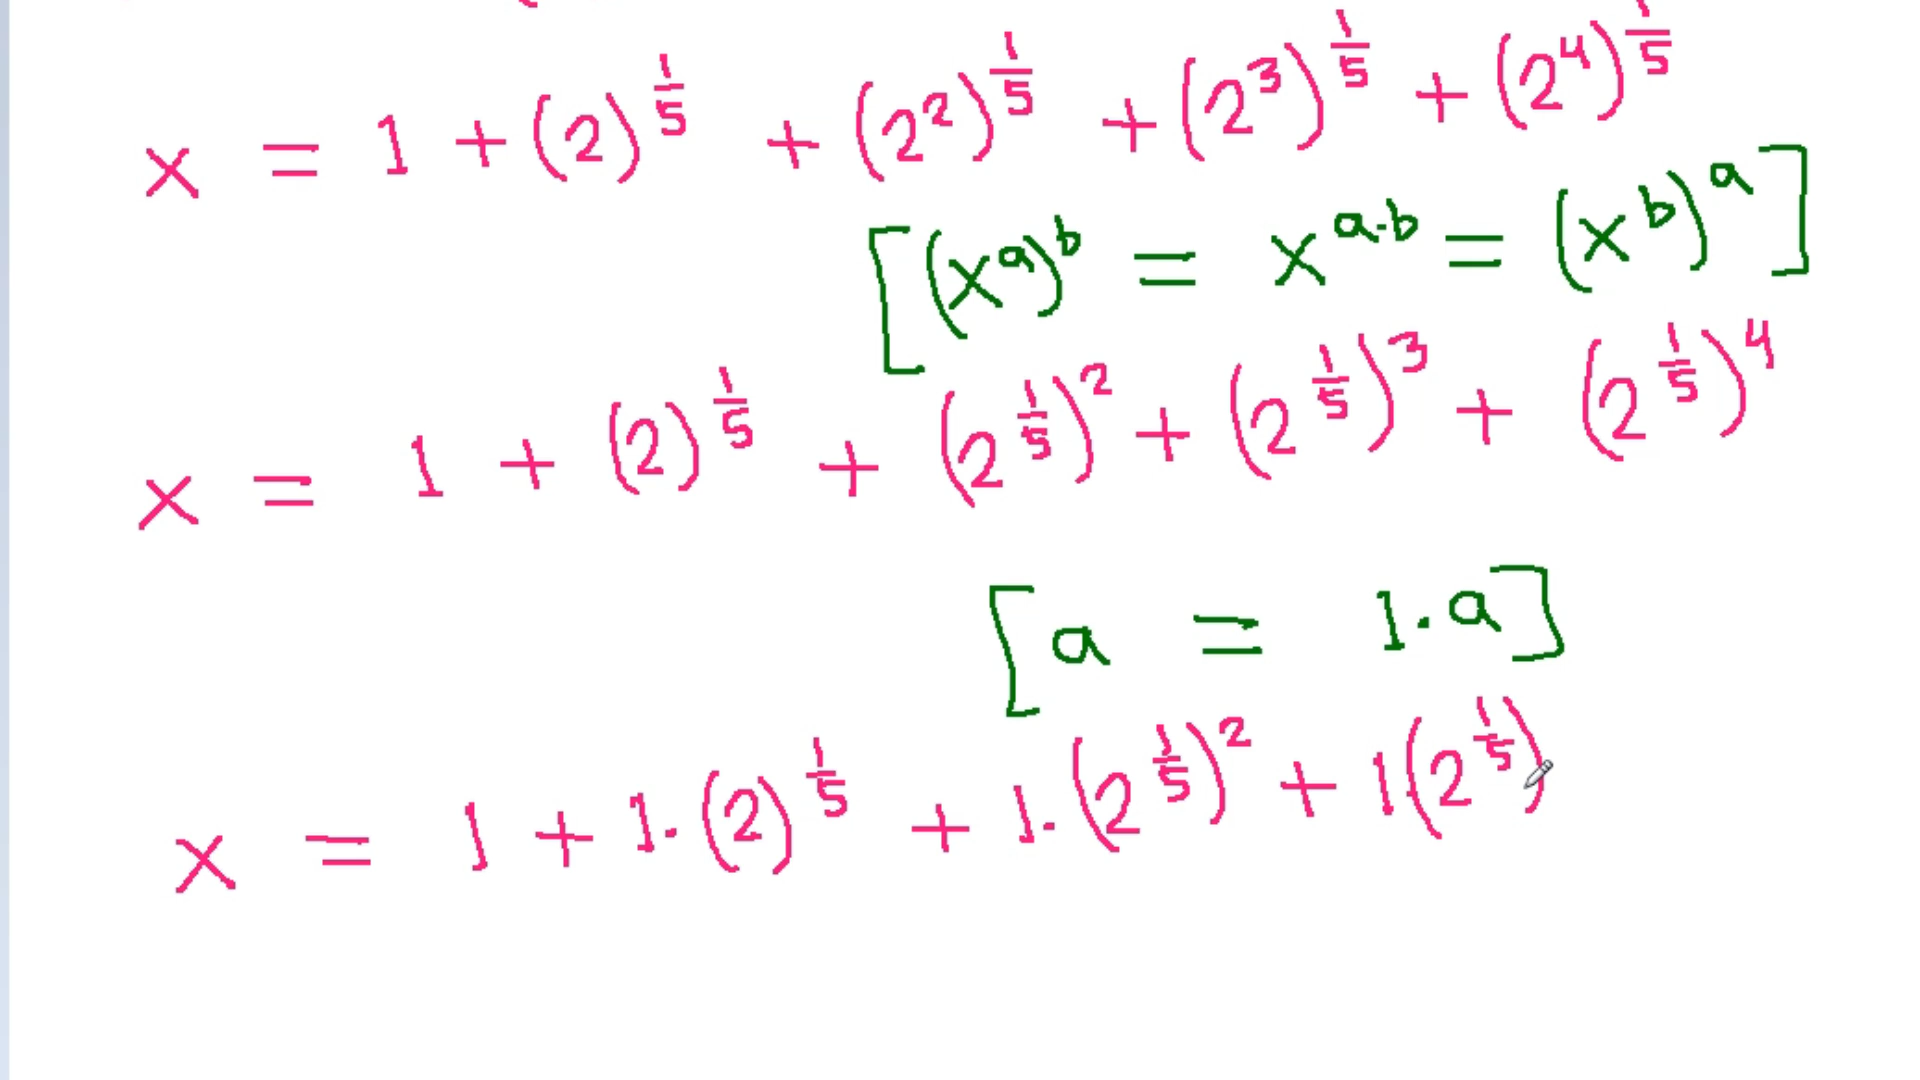 x = 1 + (2)^{1/5} + (2^2)^{1/5} + (2^3)^{1/5} + (2^4)^{1/5}
[(x^a)^b = x^{a·b} = (x^b)^a]
x = 1 + (2)^{1/5} + (2^{1/5})^2 + (2^{1/5})^3 + (2^{1/5})^4
[a = 1·a]
x = 1 + 1·(2)^{1/5} + 1·(2^{1/5})^2 + 1(2^{1/5})